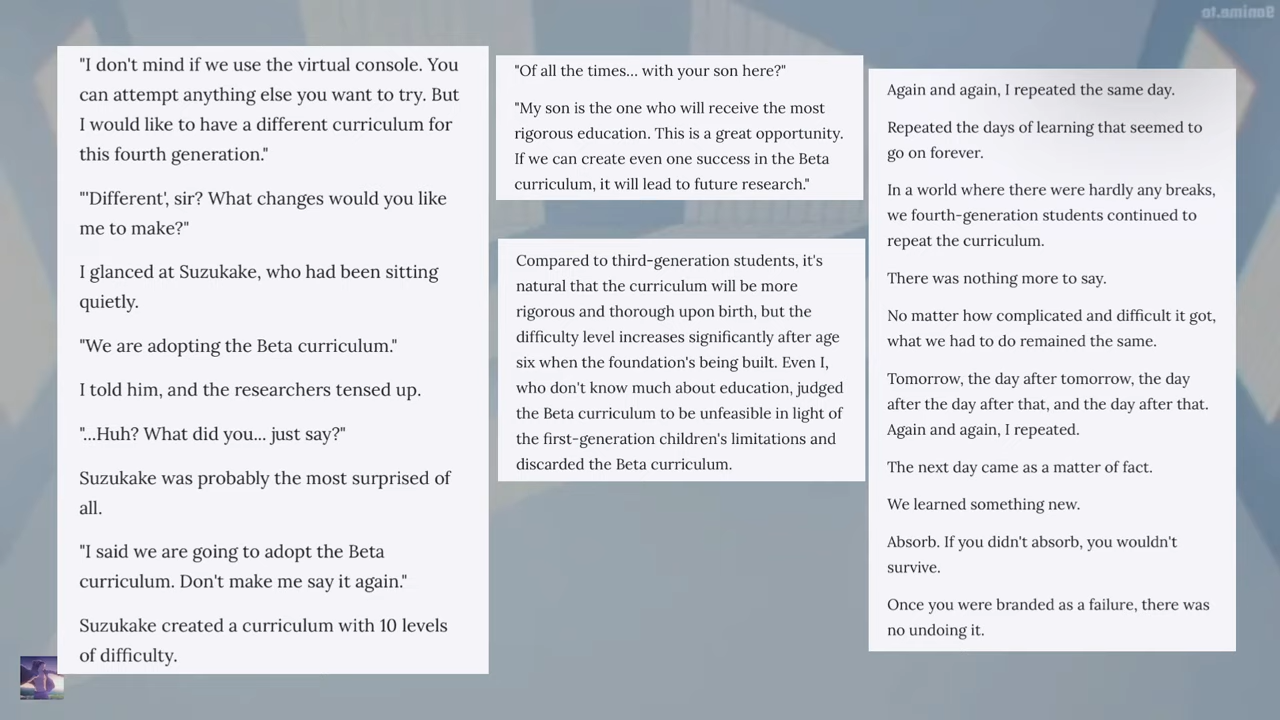 "I don't mind if we use the virtual console. You
can attempt anything else you want to try. But
I would like to have a different curriculum for
this fourth generation."
"'Different', sir? What changes would you like
me to make?"
I glanced at Suzukake, who had been sitting
quietly.
"We are adopting the Beta curriculum."
I told him, and the researchers tensed up.
"...Huh? What did you... just say?"
Suzukake was probably the most surprised of
all.
"I said we are going to adopt the Beta
curriculum. Don't make me say it again."
Suzukake created a curriculum with 10 levels
of difficulty.
"Of all the times... with your son here?"
"My son is the one who will receive the most
rigorous education. This is a great opportunity.
If we can create even one success in the Beta
curriculum, it will lead to future research."
Compared to third-generation students, it's
natural that the curriculum will be more
rigorous and thorough upon birth, but the
difficulty level increases significantly after age
six when the foundation's being built. Even I,
who don't know much about education, judged
the Beta curriculum to be unfeasible in light of
the first-generation children's limitations and
discarded the Beta curriculum.
Again and again, I repeated the same day.
Repeated the days of learning that seemed to
go on forever.
In a world where there were hardly any breaks,
we fourth-generation students continued to
repeat the curriculum.
There was nothing more to say.
No matter how complicated and difficult it got,
what we had to do remained the same.
Tomorrow, the day after tomorrow, the day
after the day after that, and the day after that.
Again and again, I repeated.
The next day came as a matter of fact.
We learned something new.
Absorb. If you didn't absorb, you wouldn't
survive.
Once you were branded as a failure, there was
no undoing it.
9anime.to